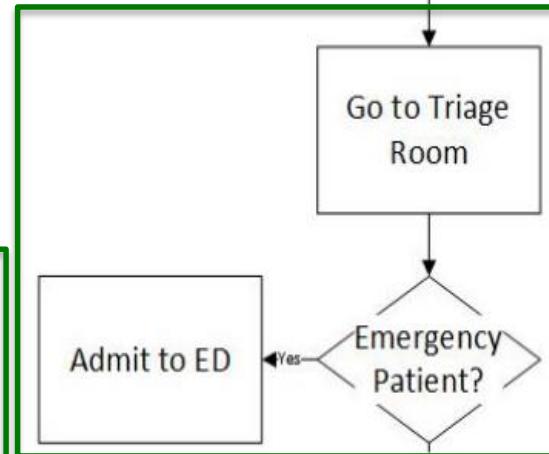 Go to Triage
Room
Admit to ED
Yes
Emergency
Patient?